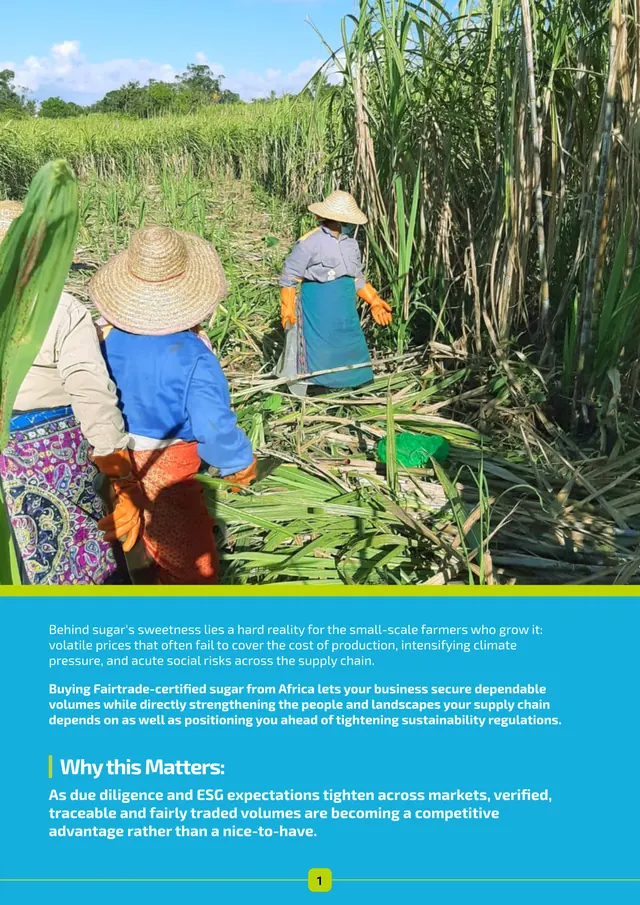 Behind sugar's sweetness lies a hard reality for the small-scale farmers who grow it:
volatile prices that often fail to cover the cost of production, intensifying climate
pressure, and acute social risks across the supply chain.
Buying Fairtrade-certified sugar from Africa lets your business secure dependable
volumes while directly strengthening the people and landscapes your supply chain
depends on as well as positioning you ahead of tightening sustainability regulations.
Why this Matters:
As due diligence and ESG expectations tighten across markets, verified,
traceable and fairly traded volumes are becoming a competitive
advantage rather than a nice-to-have.
1